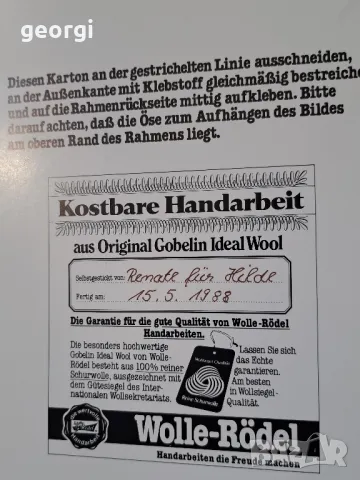 georgi
Diesen Karton an der gestrichelten Linie ausschneiden,
an der Außenkante mit Klebstoff gleichmäßig bestreiche
und auf die Rahmenrückseite mittig aufkleben. Bitte
darauf achten, daß die Öse zum Aufhängen des Bildes
am oberen Rand des Rahmens liegt.
Kostbare Handarbeit
aus Original Gobelin Ideal Wool
Selbstgestickt von: Renate für Hilde
Fertig am: 15.5.1988
Die Garantie für die gute Qualität von Wolle-Rödel
Handarbeiten.
Die besonders hochwertige
Gobelin Ideal Wool von Wolle-
Rödel besteht aus 100% reiner
Schurwolle, ausgezeichnet mit
dem Gütesiegel des Inter-
nationalen Wollsekretariats.
Reine Schurwolle
Lassen Sie sich
das Echte
garantieren.
Am besten
in Wollsiegel-
Qualität.
Wolle-Rödel
Handarbeiten die Freude machen